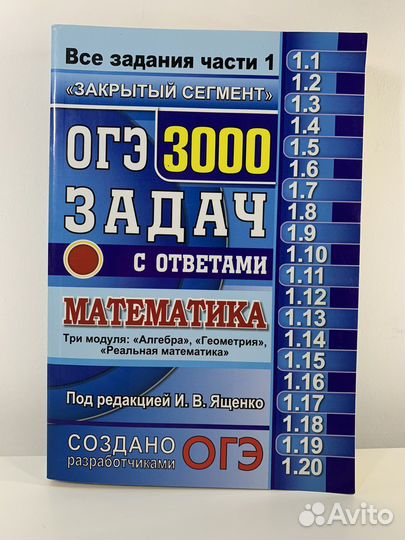 Все задания части 1
«ЗАКРЫТЫЙ СЕГМЕНТ»
ОГЭ 3000
ЗАДАЧ
С ОТВЕТАМИ
МАТЕМАТИКА
Три модуля: «Алгебра», «Геометрия»,
«Реальная математика»
Под редакцией И. В. Ященко
СОЗДАНО
разработчиками ОГЭ
1.1
1.2
1.3
1.4
1.5
1.6
1.7
1.8
1.9
1.10
1.11
1.12
1.13
1.14
1.15
1.16
1.17
1.18
1.19
1.20
Avito